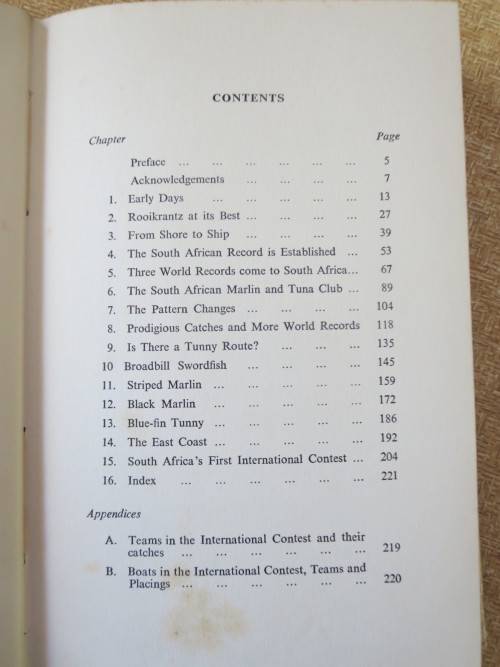 CONTENTS
Chapter Page
Preface ... ... ... ... ... ... 5
Acknowledgements ... ... ... ... 7
1. Early Days ... ... ... ... ... 13
2. Rooikrantz at its Best ... ... ... ... 27
3. From Shore to Ship ... ... ... ... 39
4. The South African Record is Established ... 53
5. Three World Records come to South Africa... 67
6. The South African Marlin and Tuna Club ... 89
7. The Pattern Changes ... ... ... ... 104
8. Prodigious Catches and More World Records 118
9. Is There a Tunny Route? ... ... ... 135
10 Broadbill Swordfish ... ... ... ... 145
11. Striped Marlin ... ... ... ... ... 159
12. Black Marlin ... ... ... ... ... 172
13. Blue-fin Tunny ... ... ... ... ... 186
14. The East Coast ... ... ... ... ... 192
15. South Africa's First International Contest ... 204
16. Index ... ... ... ... ... ... 221
Appendices
A. Teams in the International Contest and their
catches ... ... ... ... ... ... 219
B. Boats in the International Contest, Teams and
Placings ... ... ... ... ... ... 220